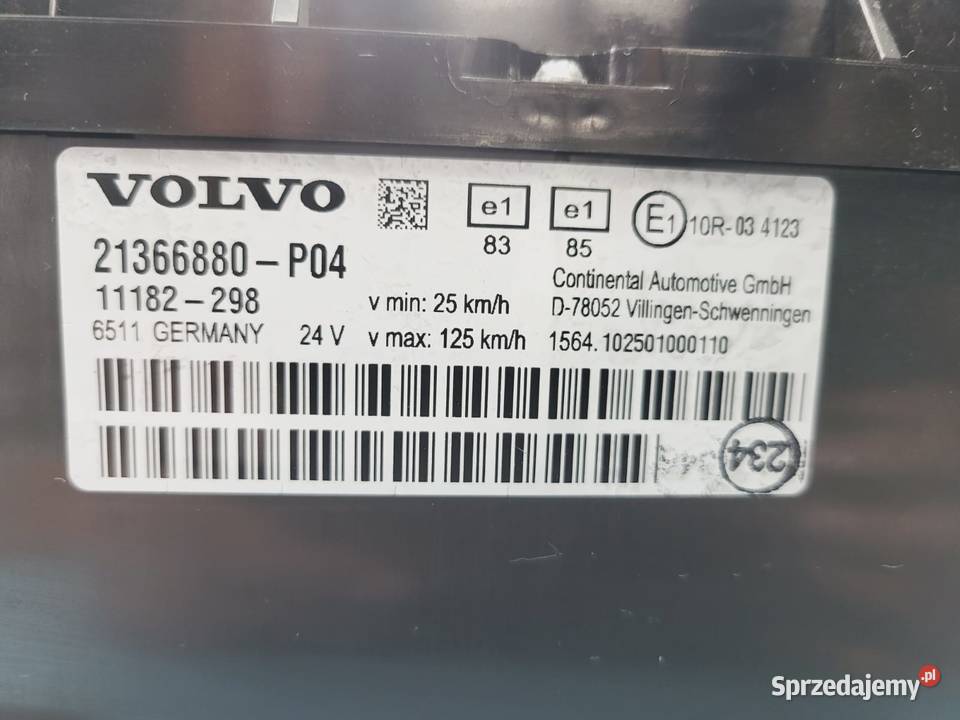 VOLVO
e1 e1 E1 10R-03 4123
83 85
21366880-P04
11182-298
6511 GERMANY 24 V
v min: 25 km/h
v max: 125 km/h
Continental Automotive GmbH
D-78052 Villingen-Schwenningen
1564.102501000110
234
Sprzedajemy.pl